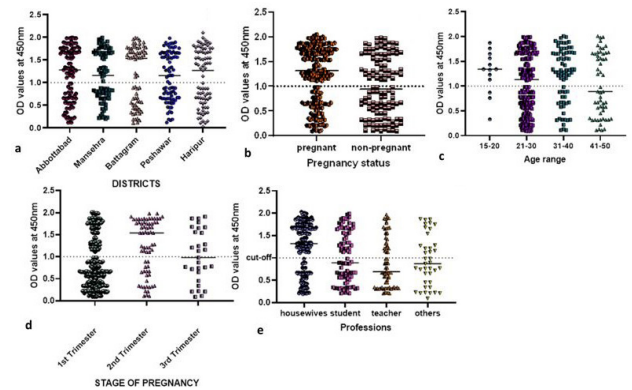 OD values at 450nm
2.5
2.0
1.5
1.0
0.5
0.0
Abbottabad
Mansehra
Battagram
Peshawar
Haripur
a
DISTRICTS
OD values at 450nm
2.5
2.0
1.5
1.0
0.5
0.0
pregnant non-pregnant
b
Pregnancy status
OD values at 450nm
2.5
2.0
1.5
1.0
0.5
0.0
15-20 21-30 31-40 41-50
c
Age range
OD values at 450nm
2.5
2.0
1.5
1.0
0.5
0.0
1st Trimester
2nd Trimester
3rd Trimester
d
STAGE OF PREGNANCY
OD values at 450nm
2.5
2.0
1.5
cut-off
0.5
0.0
housewives student teacher others
e
Professions